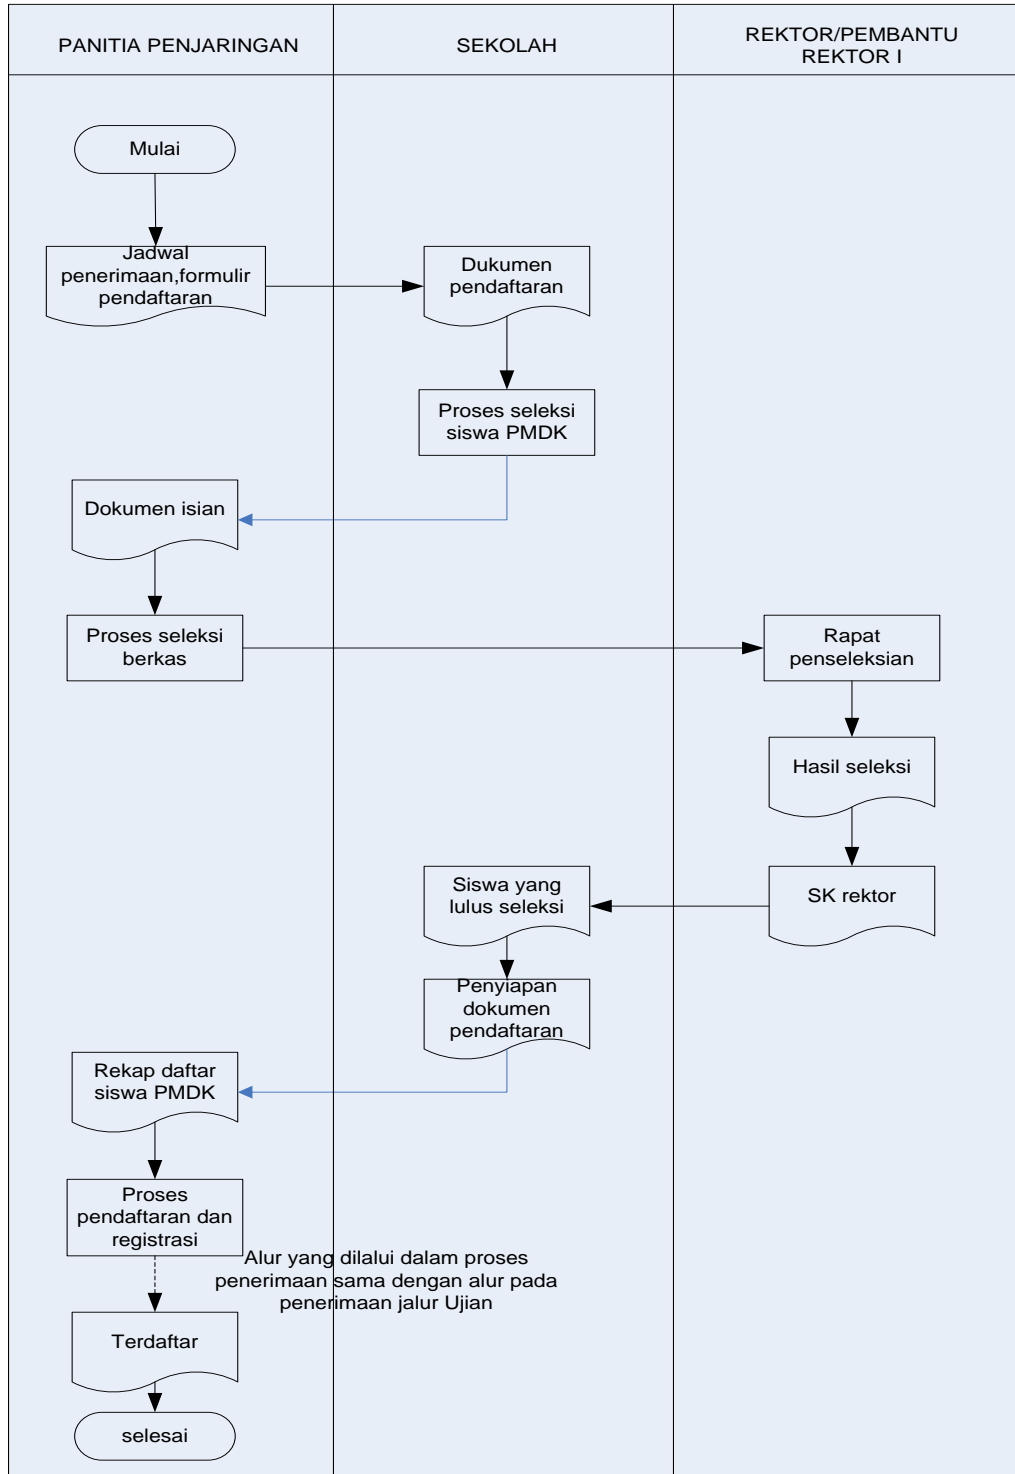 PANITIA PENJARINGAN
SEKOLAH
REKTOR/PEMBANTU
REKTOR I
Mulai
Jadwal
penerimaan,formulir
pendaftaran
Dukumen
pendaftaran
Proses seleksi
siswa PMDK
Dokumen isian
Proses seleksi
berkas
Rapat
penseleksian
Hasil seleksi
SK rektor
Siswa yang
lulus seleksi
Penyiapan
dokumen
pendaftaran
Rekap daftar
siswa PMDK
Proses
pendaftaran dan
registrasi
Alur yang dilalui dalam proses
penerimaan sama dengan alur pada
penerimaan jalur Ujian
Terdaftar
selesai